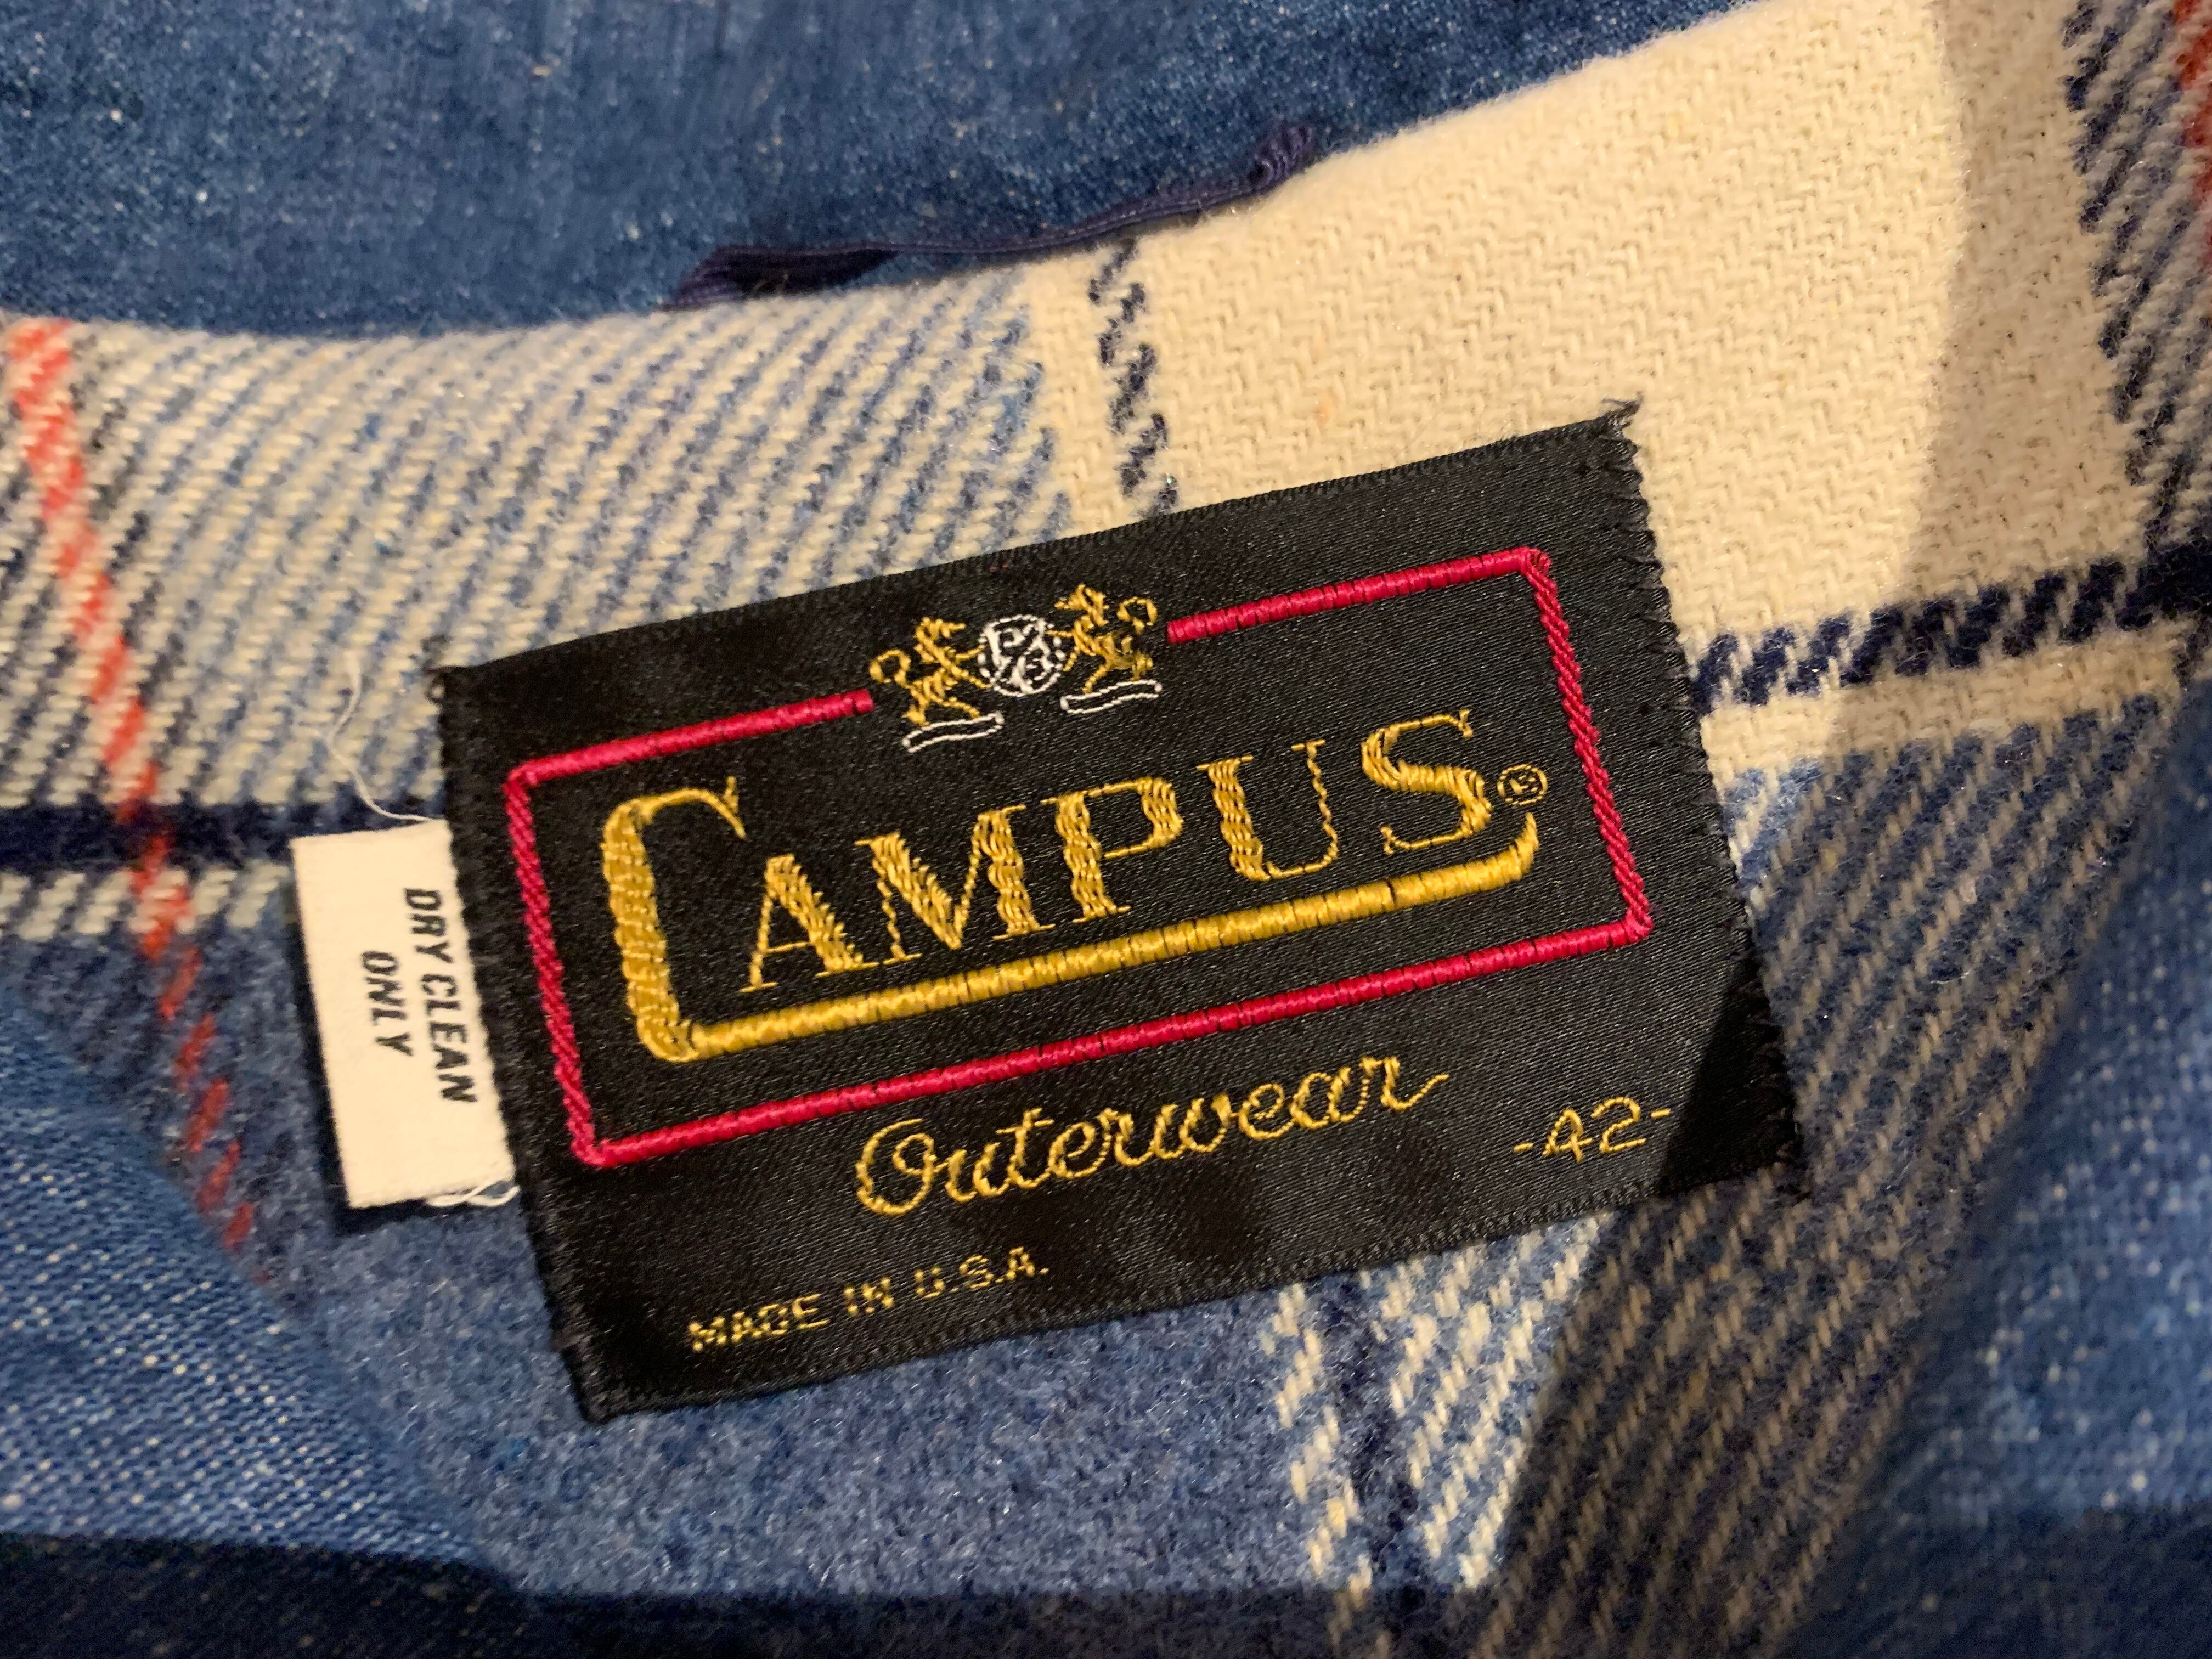 CAMPUS®
Outerwear
-42-
MADE IN U.S.A.
DRY CLEAN
ONLY